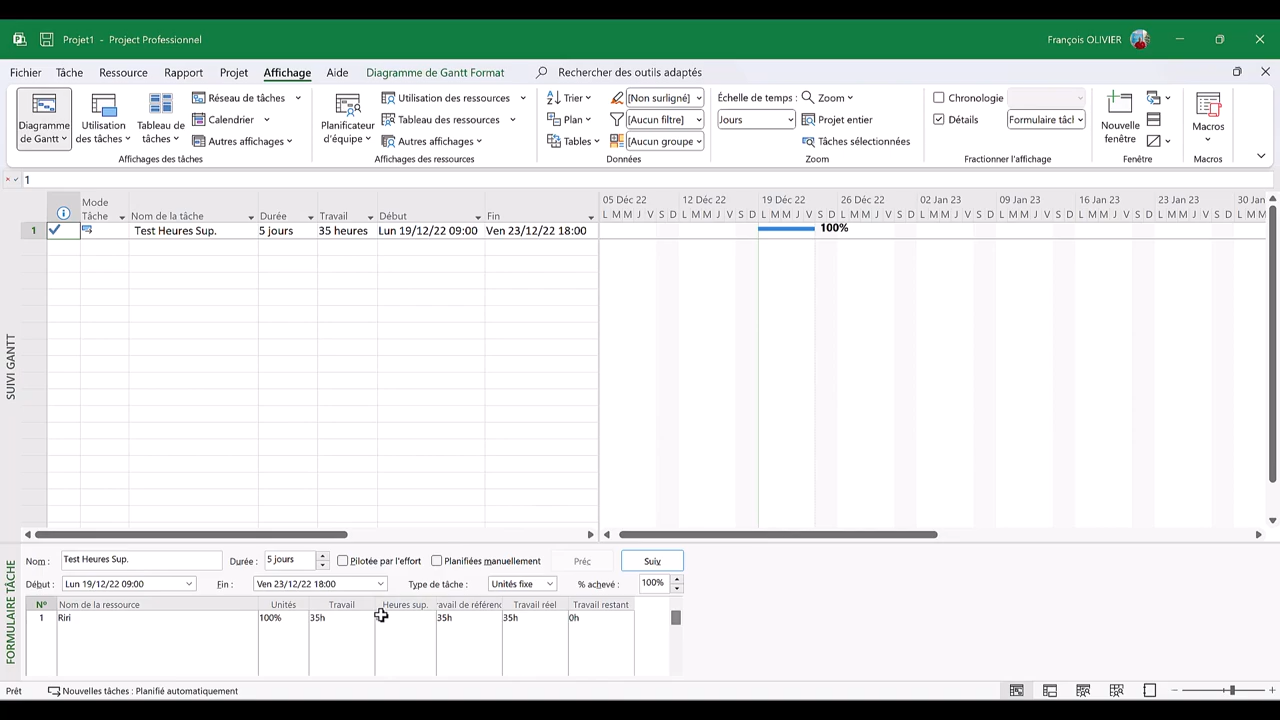 Projet1 - Project Professionnel
François OLIVIER
Fichier Tâche Ressource Rapport Projet Affichage Aide Diagramme de Gantt Format Rechercher des outils adaptés
Diagramme de Gantt
Utilisation des tâches
Tableau de tâches
Réseau de tâches
Calendrier
Autres affichages
Affichages des tâches
Planificateur d'équipe
Utilisation des ressources
Tableau des ressources
Autres affichages
Affichages des ressources
Trier
Plan
Tables
[Non surligné]
[Aucun filtre]
[Aucun groupe
Données
Échelle de temps :
Jours
Zoom
Projet entier
Tâches sélectionnées
Zoom
Chronologie
Détails
Formulaire tâcl
Fractionner l'affichage
Nouvelle fenêtre
Fenêtre
Macros
Macros
1
Mode Tâche Nom de la tâche Durée Travail Début Fin
05 Déc 22 12 Déc 22 19 Déc 22 26 Déc 22 02 Jan 23 09 Jan 23 16 Jan 23 23 Jan 23 30 Jan
L M M J V S D L M M J V S D L M M J V S D L M M J V S D L M M J V S D L M M J V S D L M M J V S D L M M J V S D L M
1 Test Heures Sup. 5 jours 35 heures Lun 19/12/22 09:00 Ven 23/12/22 18:00 100%
SUIVI GANTT
FORMULAIRE TÂCHE
Nom : Test Heures Sup. Durée : 5 jours Pilotée par l'effort Planifiées manuellement Préc Suiv
Début : Lun 19/12/22 09:00 Fin : Ven 23/12/22 18:00 Type de tâche : Unités fixe % achevé : 100%
N° Nom de la ressource Unités Travail Heures sup. ravail de référenc Travail réel Travail restant
1 Riri 100% 35h 35h 35h 0h
Prêt Nouvelles tâches : Planifié automatiquement